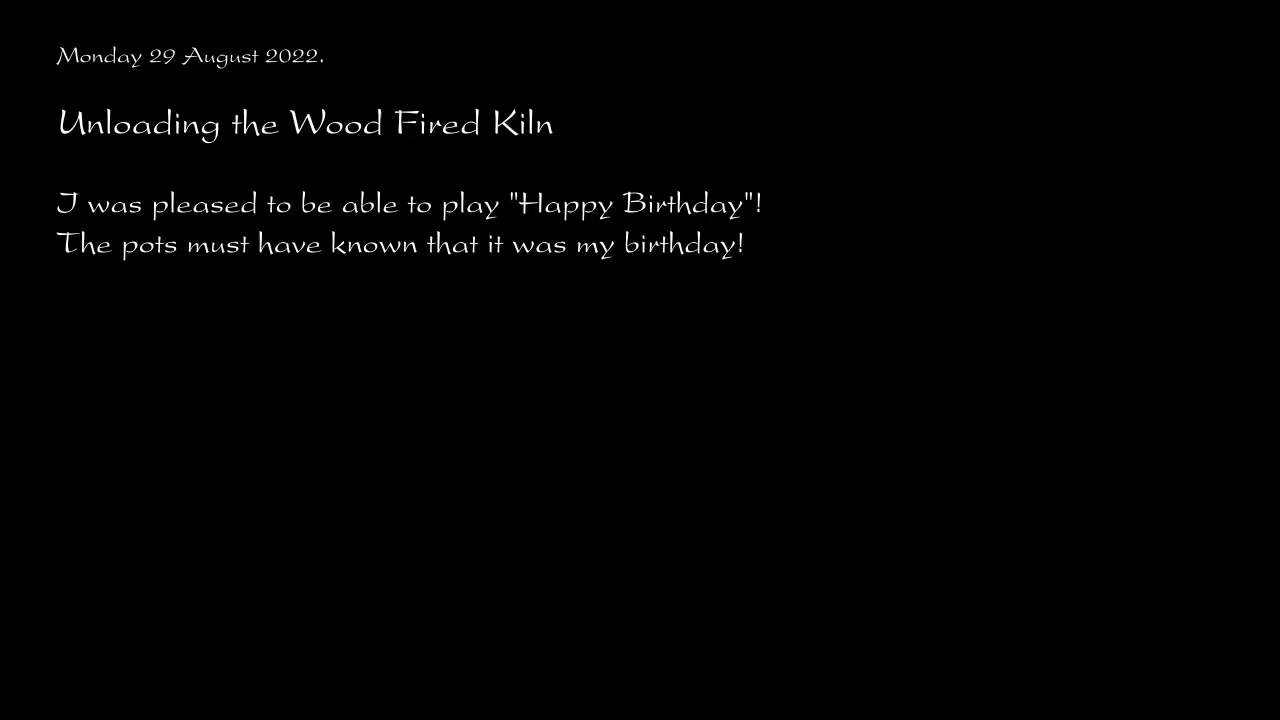 Monday 29 August 2022.
Unloading the Wood Fired Kiln
I was pleased to be able to play "Happy Birthday"!
The pots must have known that it was my birthday!